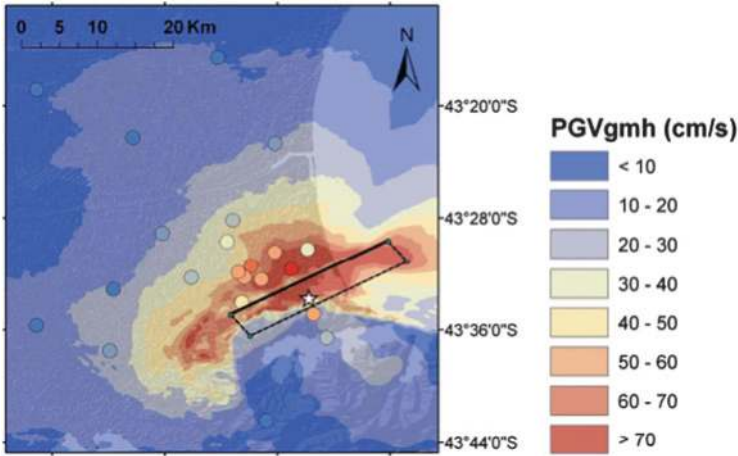 0 5 10 20 Km
N
43°20'0"S
43°28'0"S
43°36'0"S
43°44'0"S
PGVgmh (cm/s)
< 10
10 - 20
20 - 30
30 - 40
40 - 50
50 - 60
60 - 70
> 70